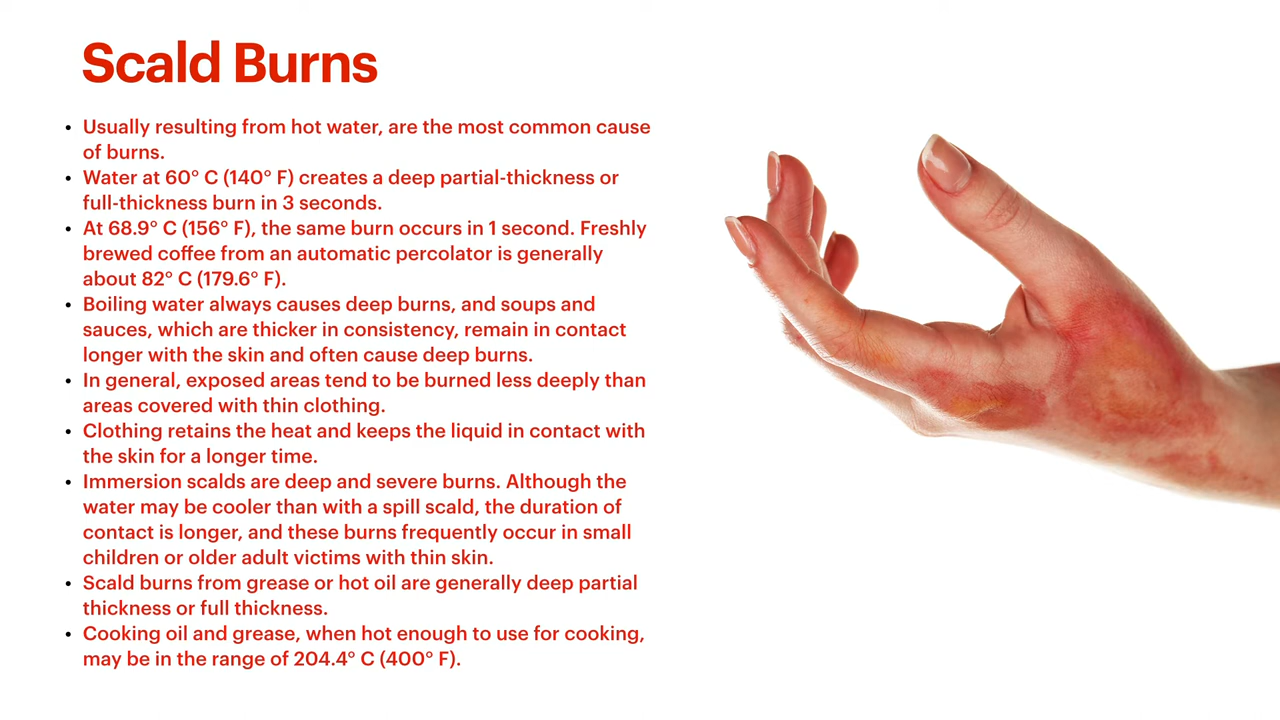 Scald Burns
• Usually resulting from hot water, are the most common cause
of burns.
• Water at 60° C (140° F) creates a deep partial-thickness or
full-thickness burn in 3 seconds.
• At 68.9° C (156° F), the same burn occurs in 1 second. Freshly
brewed coffee from an automatic percolator is generally
about 82° C (179.6° F).
• Boiling water always causes deep burns, and soups and
sauces, which are thicker in consistency, remain in contact
longer with the skin and often cause deep burns.
• In general, exposed areas tend to be burned less deeply than
areas covered with thin clothing.
• Clothing retains the heat and keeps the liquid in contact with
the skin for a longer time.
• Immersion scalds are deep and severe burns. Although the
water may be cooler than with a spill scald, the duration of
contact is longer, and these burns frequently occur in small
children or older adult victims with thin skin.
• Scald burns from grease or hot oil are generally deep partial
thickness or full thickness.
• Cooking oil and grease, when hot enough to use for cooking,
may be in the range of 204.4° C (400° F).